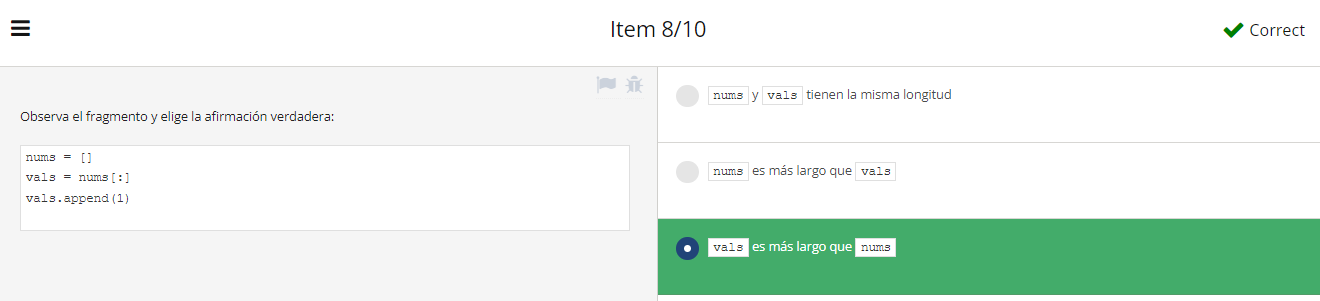 Item 8/10
Correct
Observa el fragmento y elige la afirmación verdadera:
nums = []
vals = nums[:]
vals.append(1)
nums y vals tienen la misma longitud
nums es más largo que vals
vals es más largo que nums